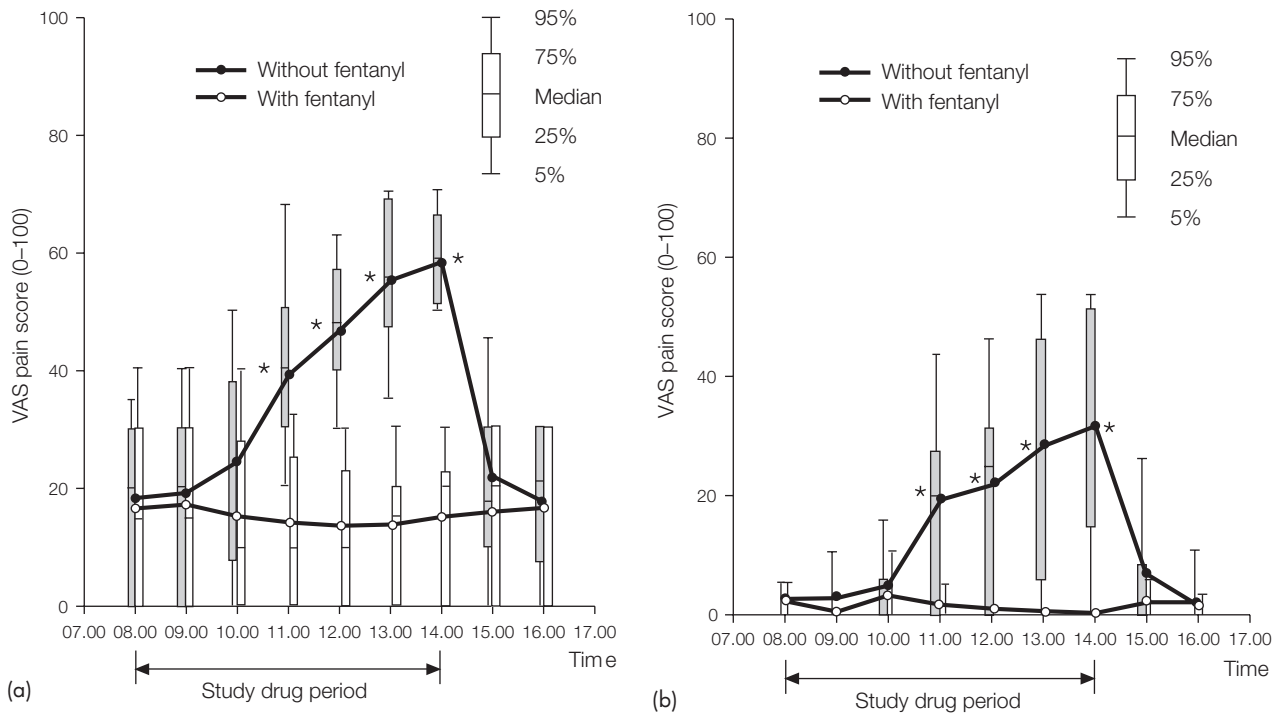 100
80
60
40
20
0
VAS pain score (0–100)
Without fentanyl
With fentanyl
95%
75%
Median
25%
5%
*
*
*
*
07.00 08.00 09.00 10.00 11.00 12.00 13.00 14.00 15.00 16.00 17.00
Time
Study drug period
(a)
100
80
60
40
20
0
VAS pain score (0–100)
Without fentanyl
With fentanyl
95%
75%
Median
25%
5%
*
*
*
*
07.00 08.00 09.00 10.00 11.00 12.00 13.00 14.00 15.00 16.00 17.00
Time
Study drug period
(b)